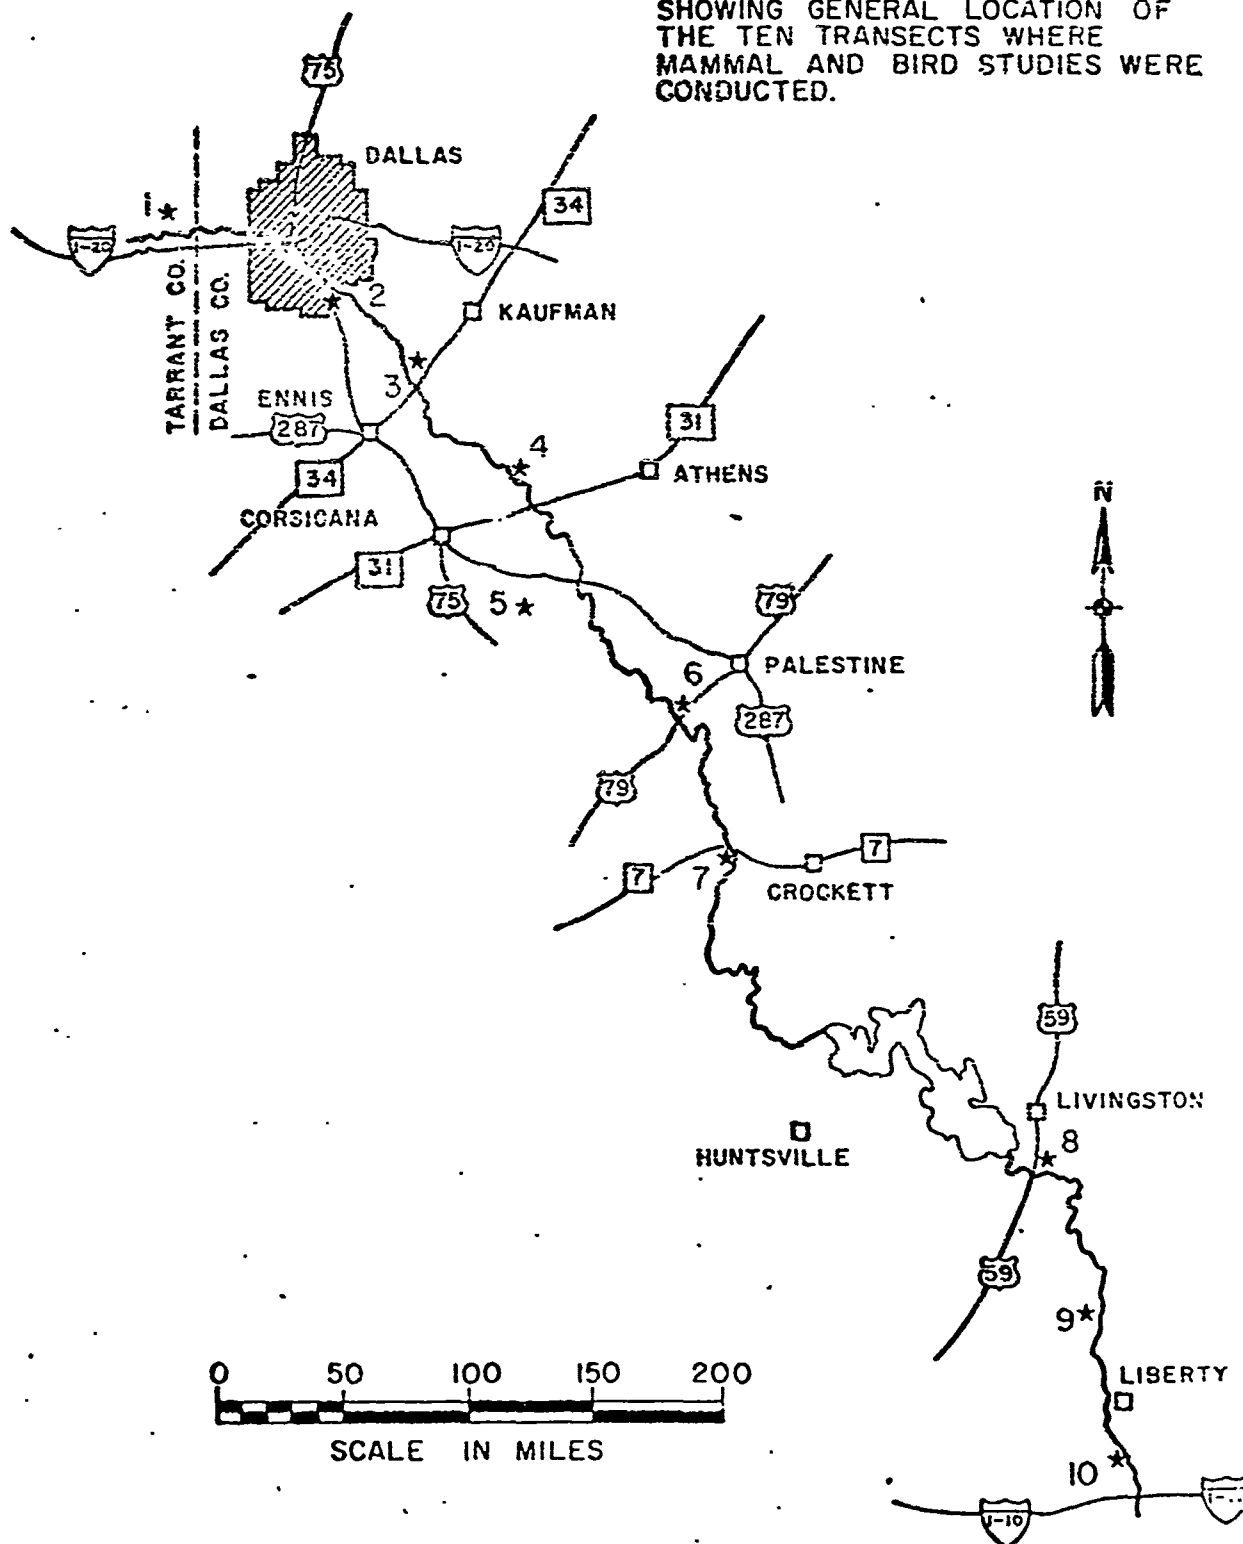 SHOWING GENERAL LOCATION OF
THE TEN TRANSECTS WHERE
MAMMAL AND BIRD STUDIES WERE
CONDUCTED.
75
DALLAS
34
1
I-20
I-20
TARRANT CO.
DALLAS CO.
2
KAUFMAN
3
ENNIS
287
31
4
34
ATHENS
CORSICANA
N
31
75
5
79
6
PALESTINE
287
79
7
7
7
CROCKETT
59
LIVINGSTON
8
HUNTSVILLE
59
9
0 50 100 150 200
LIBERTY
SCALE IN MILES
10
I-10